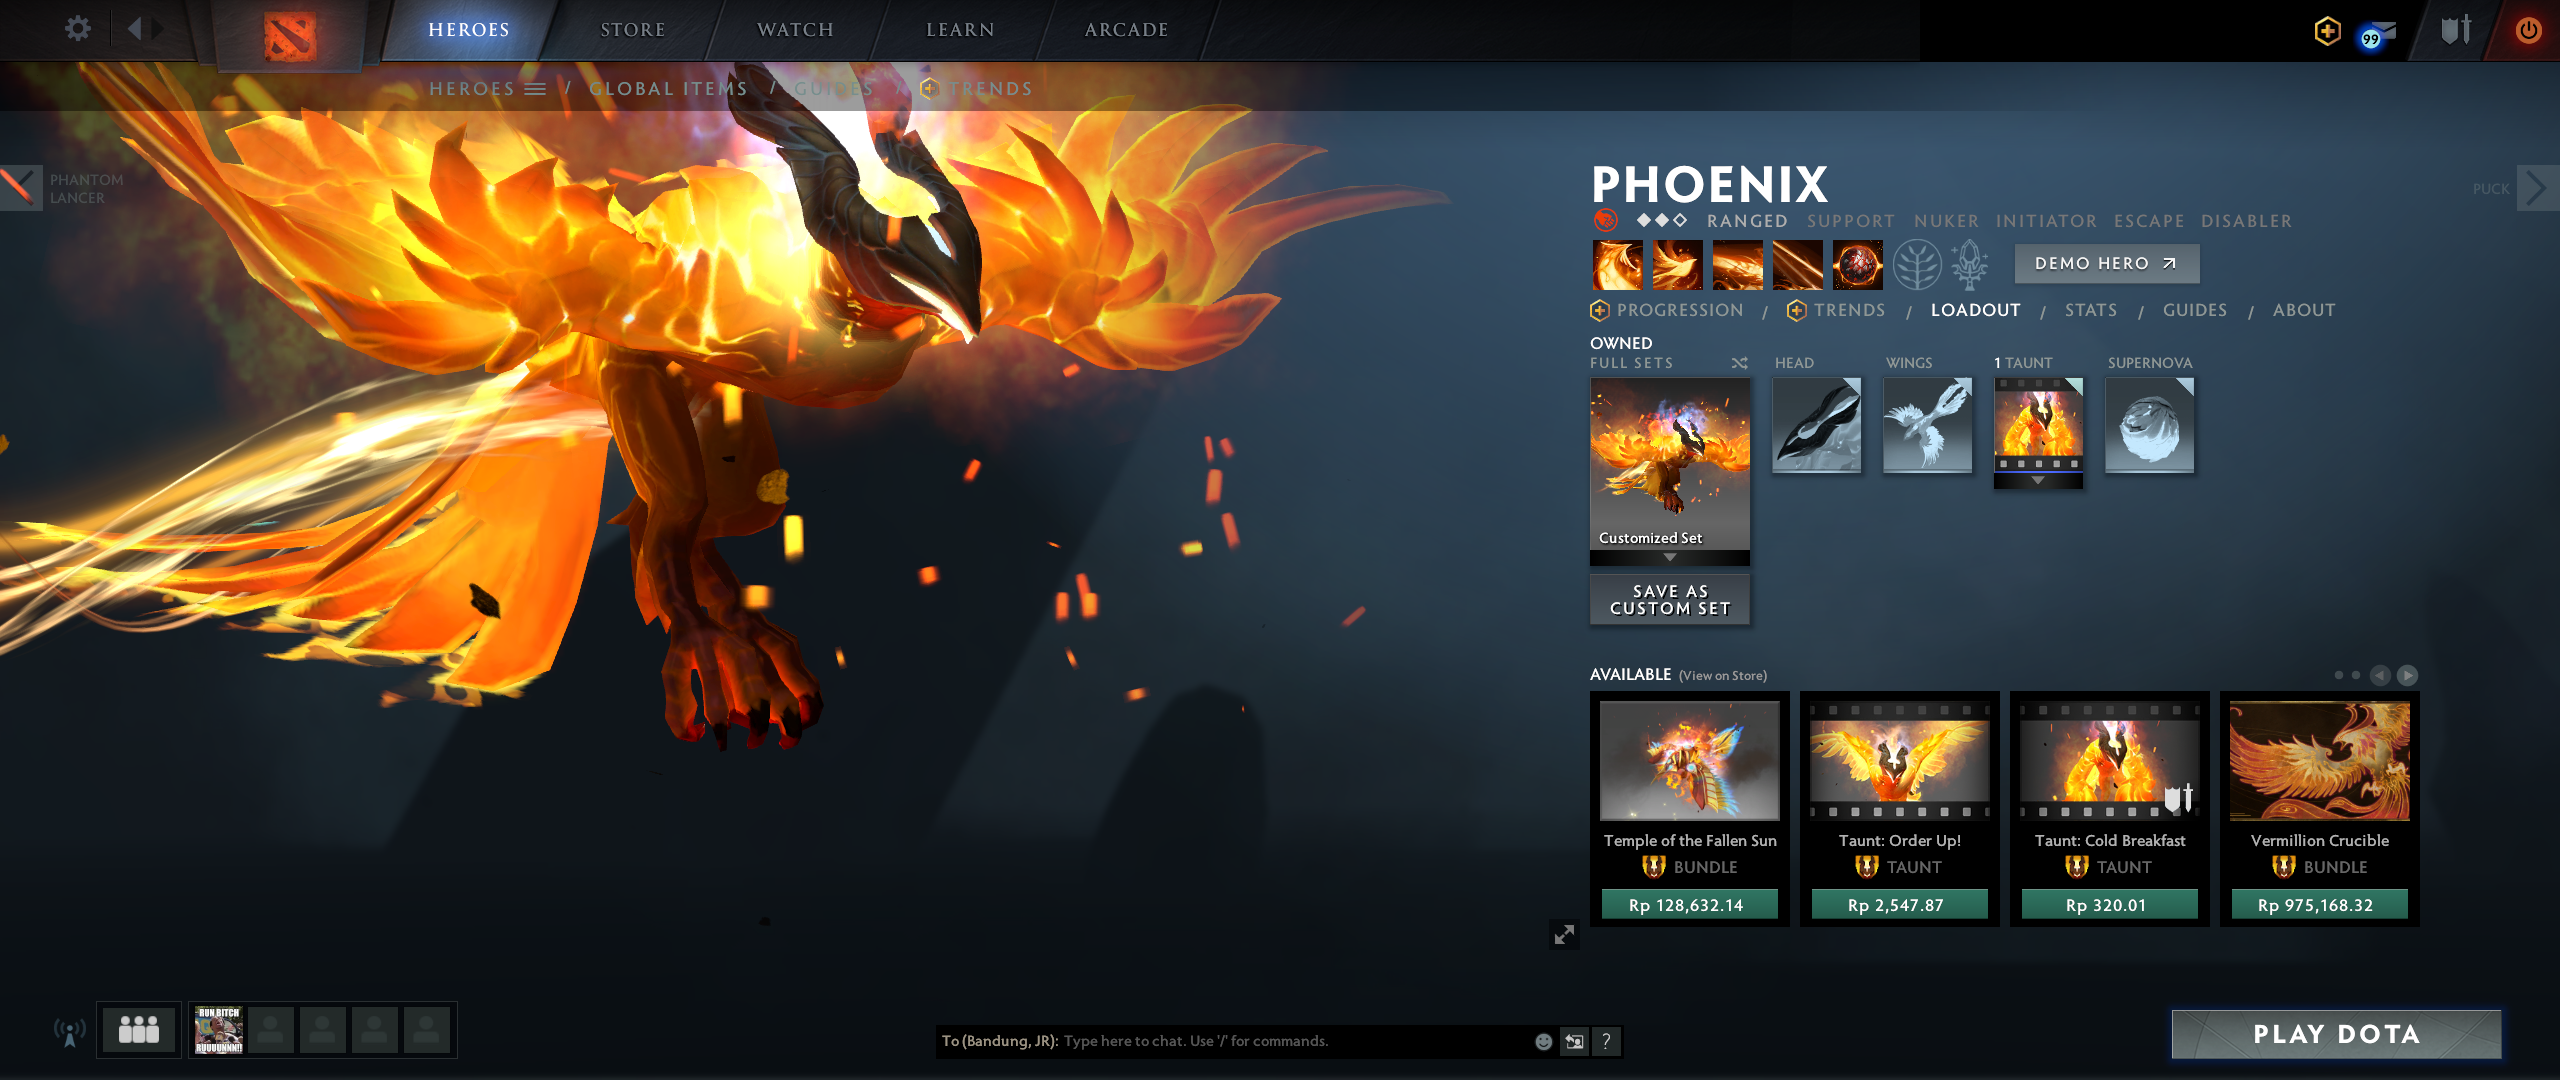 HEROES
STORE
WATCH
LEARN
ARCADE
99
HEROES / GLOBAL ITEMS / GUIDES / TRENDS
PHANTOM
LANCER
PUCK
PHOENIX
RANGED SUPPORT NUKER INITIATOR ESCAPE DISABLER
DEMO HERO
PROGRESSION / TRENDS / LOADOUT / STATS / GUIDES / ABOUT
OWNED
FULL SETS
HEAD
WINGS
1 TAUNT
SUPERNOVA
Customized Set
SAVE AS
CUSTOM SET
AVAILABLE (View on Store)
Temple of the Fallen Sun
BUNDLE
Rp 128,632.14
Taunt: Order Up!
TAUNT
Rp 2,547.87
Taunt: Cold Breakfast
TAUNT
Rp 320.01
Vermillion Crucible
BUNDLE
Rp 975,168.32
RUN BITCH
RUUUUNNN!!
To (Bandung, JR): Type here to chat. Use '/' for commands.
?
PLAY DOTA